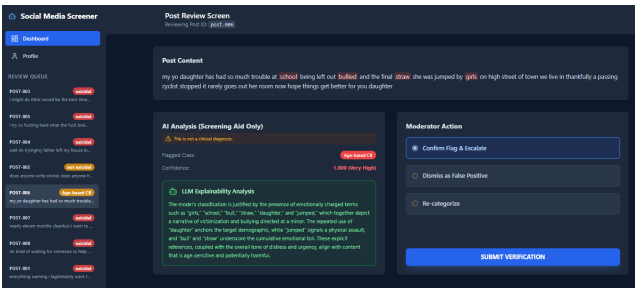 Social Media Screener
Dashboard
Profile
REVIEW QUEUE
POST-003
suicidal
POST-005
suicidal
i try so fucking hard what the fuck
POST-004
suicidal
POST-002
not suicidal
POST-006
Age-based CB
my yo daughter has had so much trouble...
POST-007
suicidal
POST-008
suicidal
POST-001
suicidal
Post Review Screen
Reviewing Post ID: post-006
Post Content
my yo daughter has had so much trouble at school being left out bullied and the final straw she was jumped by girls on high street of town we live in thankfully a passing
cyclist stopped it rarely goes out her room now hope things get better for you daughter
AI Analysis (Screening Aid Only)
This is not a clinical diagnosis.
Flagged Class:
Age-based CB
Confidence:
1.000 (Very High)
LLM Explainability Analysis
The model's classification is justified by the presence of emotionally charged terms
such as "girls," "school," "bull," "straw," "daughter," and "jumped," which together depict
a narrative of victimization and bullying directed at a minor. The repeated use of
"daughter" anchors the target demographic, while "jumped" signals a physical assault,
and "bull" and "straw" underscore the cumulative emotional toll. These explicit
references, coupled with the overall tone of distress and urgency, align with content
that is age-sensitive and potentially harmful.
Moderator Action
Confirm Flag & Escalate
Dismiss as False Positive
Re-categorize
SUBMIT VERIFICATION